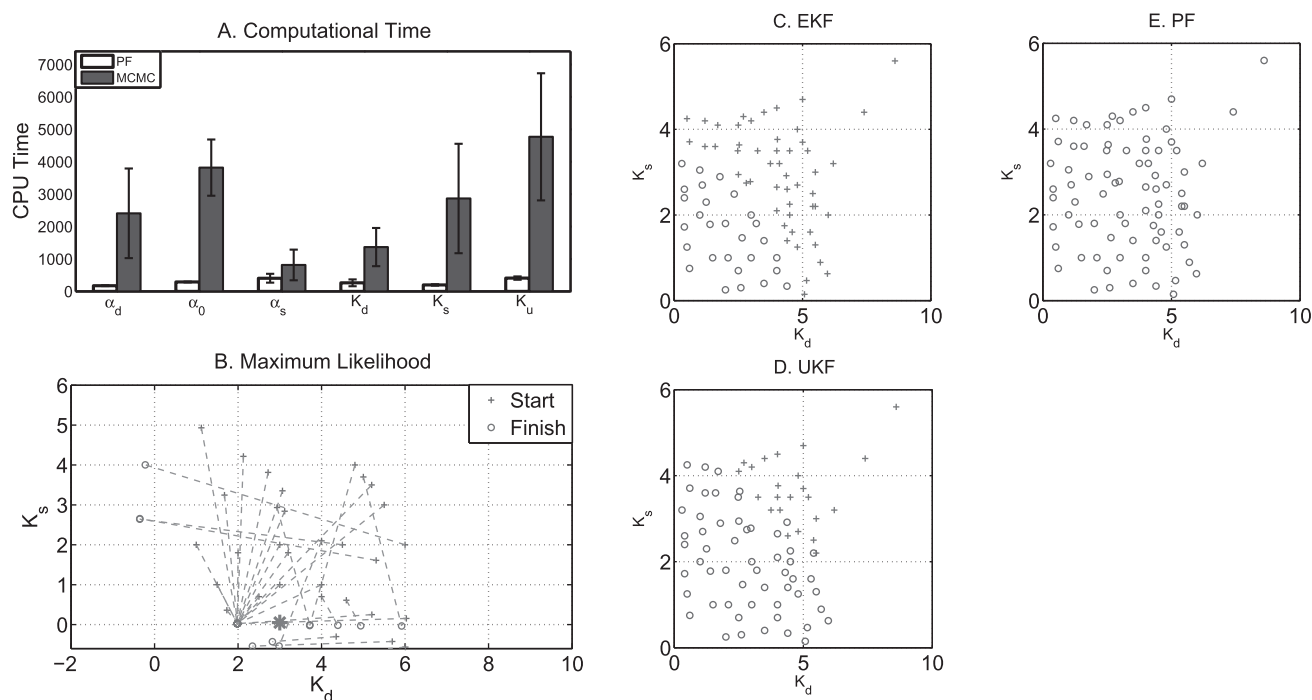 A. Computational Time
PF
MCMC
CPU Time
7000
6000
5000
4000
3000
2000
1000
0
α_d α_0 α_s K_d K_s K_u
B. Maximum Likelihood
+ Start
○ Finish
K_s
6
5
4
3
2
1
0
−2 0 2 4 6 8 10
K_d
C. EKF
K_s
6
4
2
0
0 5 10
K_d
D. UKF
K_s
6
4
2
0
0 5 10
K_d
E. PF
K_s
6
4
2
0
0 5 10
K_d